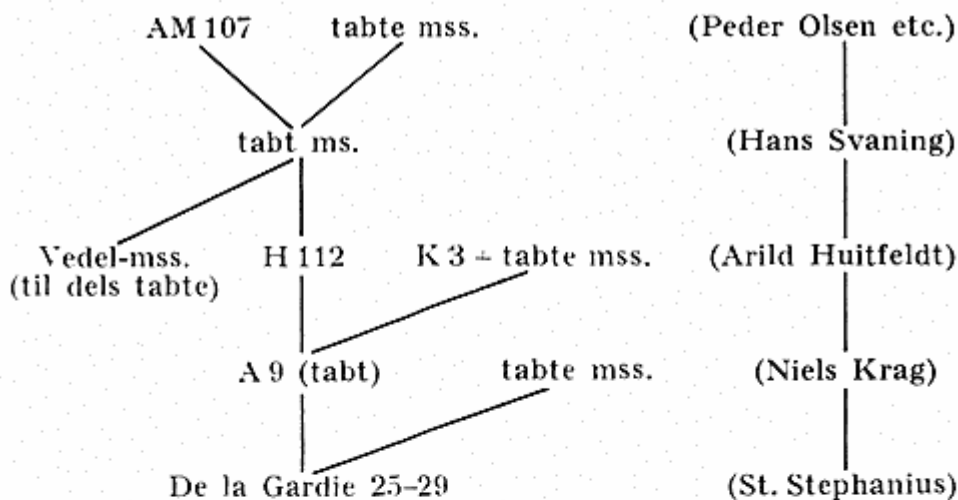 AM 107 tabte mss. (Peder Olsen etc.)
tabt ms. (Hans Svaning)
Vedel-mss. H 112 K 3 + tabte mss. (Arild Huitfeldt)
(til dels tabte)
A 9 (tabt) tabte mss. (Niels Krag)
De la Gardie 25–29 (St. Stephanius)